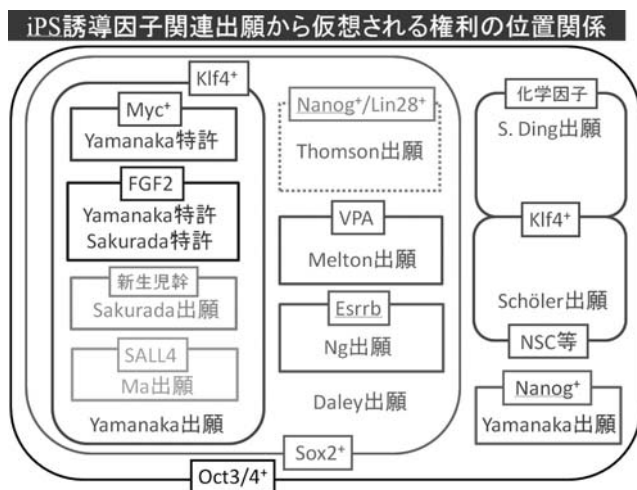 iPS誘導因子関連出願から仮想される権利の位置関係
Klf4⁺
Myc⁺
Yamanaka特許
FGF2
Yamanaka特許
Sakurada特許
新生児幹
Sakurada出願
SALL4
Ma出願
Yamanaka出願
Nanog⁺/Lin28⁺
Thomson出願
VPA
Melton出願
Esrrb
Ng出願
Daley出願
Sox2⁺
化学因子
S. Ding出願
Klf4⁺
Schöler出願
NSC等
Nanog⁺
Yamanaka出願
Oct3/4⁺